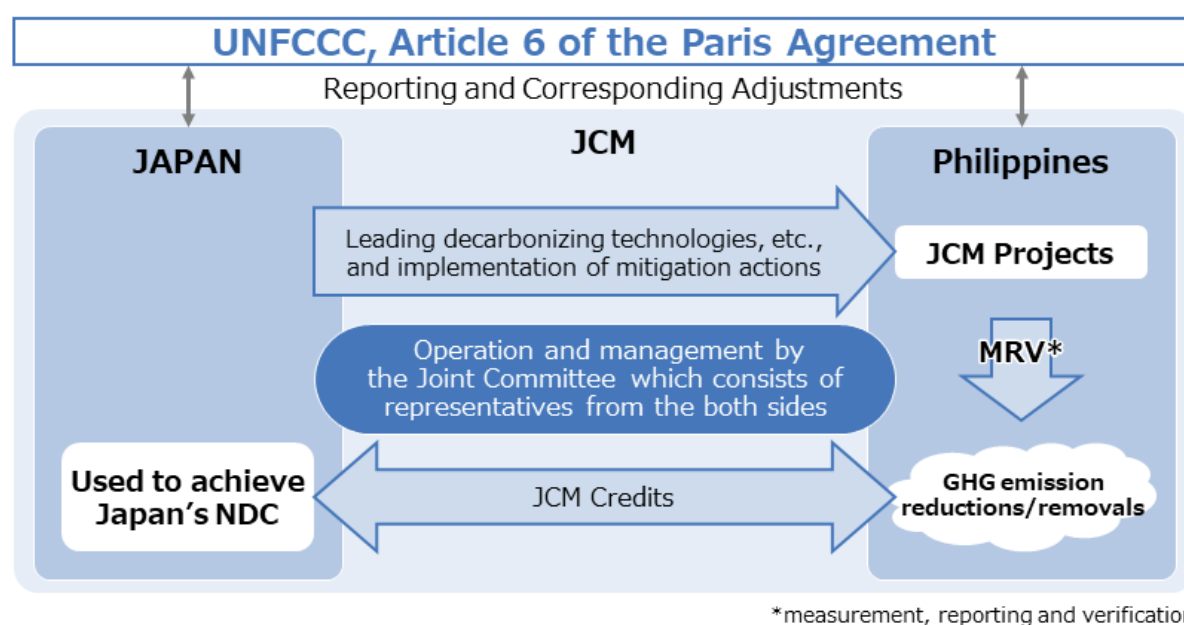 UNFCCC, Article 6 of the Paris Agreement
Reporting and Corresponding Adjustments
JCM
JAPAN
Philippines
Leading decarbonizing technologies, etc.,
and implementation of mitigation actions
JCM Projects
Operation and management by
the Joint Committee which consists of
representatives from the both sides
MRV*
Used to achieve
Japan's NDC
JCM Credits
GHG emission
reductions/removals
*measurement, reporting and verification